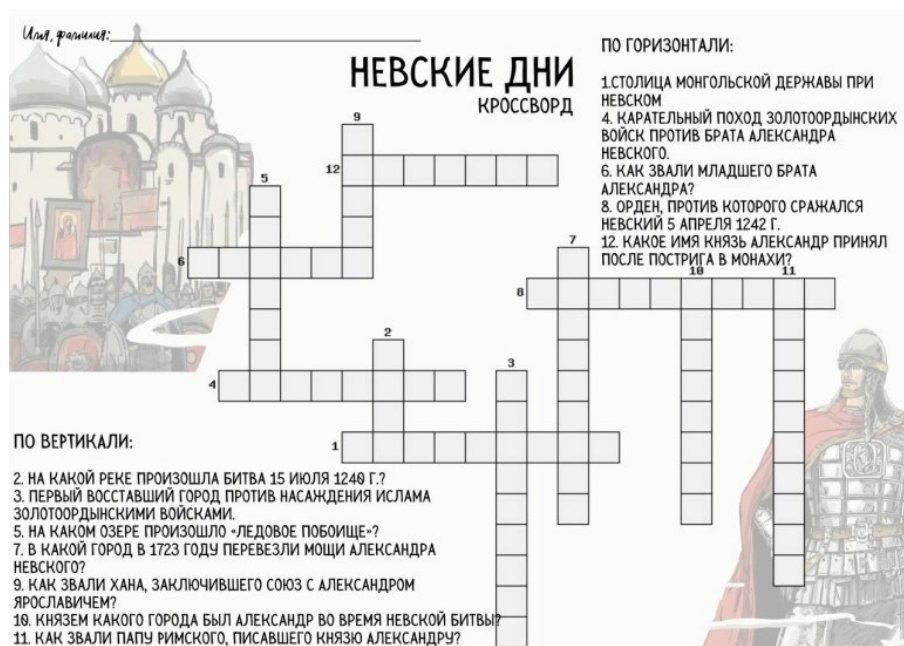 Имя, фамилия:
НЕВСКИЕ ДНИ
КРОССВОРД
ПО ГОРИЗОНТАЛИ:
1.СТОЛИЦА МОНГОЛЬСКОЙ ДЕРЖАВЫ ПРИ
НЕВСКОМ
4. КАРАТЕЛЬНЫЙ ПОХОД ЗОЛОТООРДЫНСКИХ
ВОЙСК ПРОТИВ БРАТА АЛЕКСАНДРА
НЕВСКОГО.
6. КАК ЗВАЛИ МЛАДШЕГО БРАТА
АЛЕКСАНДРА?
8. ОРДЕН, ПРОТИВ КОТОРОГО СРАЖАЛСЯ
НЕВСКИЙ 5 АПРЕЛЯ 1242 Г.
12. КАКОЕ ИМЯ КНЯЗЬ АЛЕКСАНДР ПРИНЯЛ
ПОСЛЕ ПОСТРИГА В МОНАХИ?
9
12
5
7
6
10
11
8
2
3
4
1
ПО ВЕРТИКАЛИ:
2. НА КАКОЙ РЕКЕ ПРОИЗОШЛА БИТВА 15 ИЮЛЯ 1240 Г.?
3. ПЕРВЫЙ ВОССТАВШИЙ ГОРОД ПРОТИВ НАСАЖДЕНИЯ ИСЛАМА
ЗОЛОТООРДЫНСКИМИ ВОЙСКАМИ.
5. НА КАКОМ ОЗЕРЕ ПРОИЗОШЛО «ЛЕДОВОЕ ПОБОИЩЕ»?
7. В КАКОЙ ГОРОД В 1723 ГОДУ ПЕРЕВЕЗЛИ МОЩИ АЛЕКСАНДРА
НЕВСКОГО?
9. КАК ЗВАЛИ ХАНА, ЗАКЛЮЧИВШЕГО СОЮЗ С АЛЕКСАНДРОМ
ЯРОСЛАВИЧЕМ?
10. КНЯЗЕМ КАКОГО ГОРОДА БЫЛ АЛЕКСАНДР ВО ВРЕМЯ НЕВСКОЙ БИТВЫ?
11. КАК ЗВАЛИ ПАПУ РИМСКОГО, ПИСАВШЕГО КНЯЗЮ АЛЕКСАНДРУ?